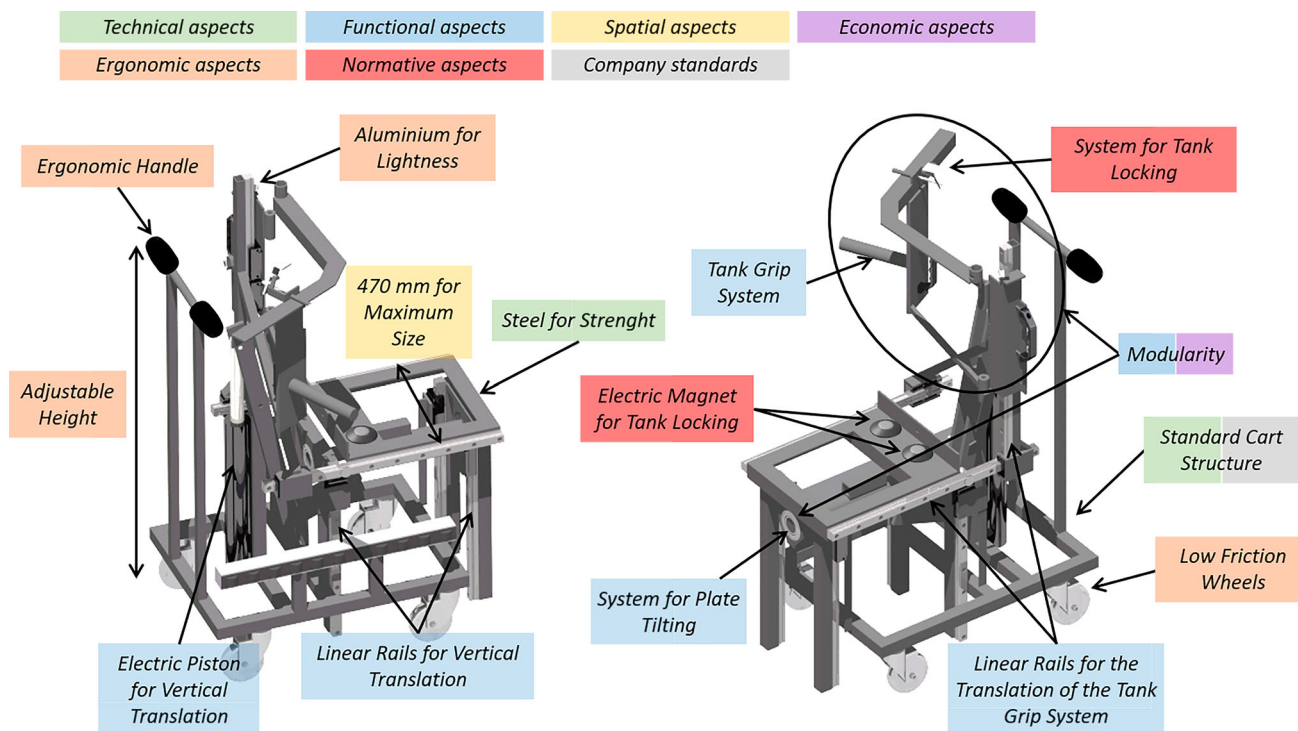 Technical aspects
Functional aspects
Spatial aspects
Economic aspects
Ergonomic aspects
Normative aspects
Company standards
Ergonomic Handle
Aluminium for
Lightness
470 mm for
Maximum
Size
Steel for Strenght
Adjustable
Height
Electric Piston
for Vertical
Translation
Linear Rails for Vertical
Translation
System for Tank
Locking
Tank Grip
System
Modularity
Electric Magnet
for Tank Locking
Standard Cart
Structure
Low Friction
Wheels
System for Plate
Tilting
Linear Rails for the
Translation of the Tank
Grip System